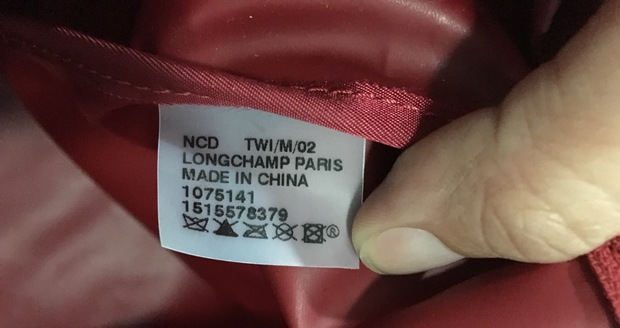 NCD TWI/M/02
LONGCHAMP PARIS
MADE IN CHINA
1075141
1515578379
®